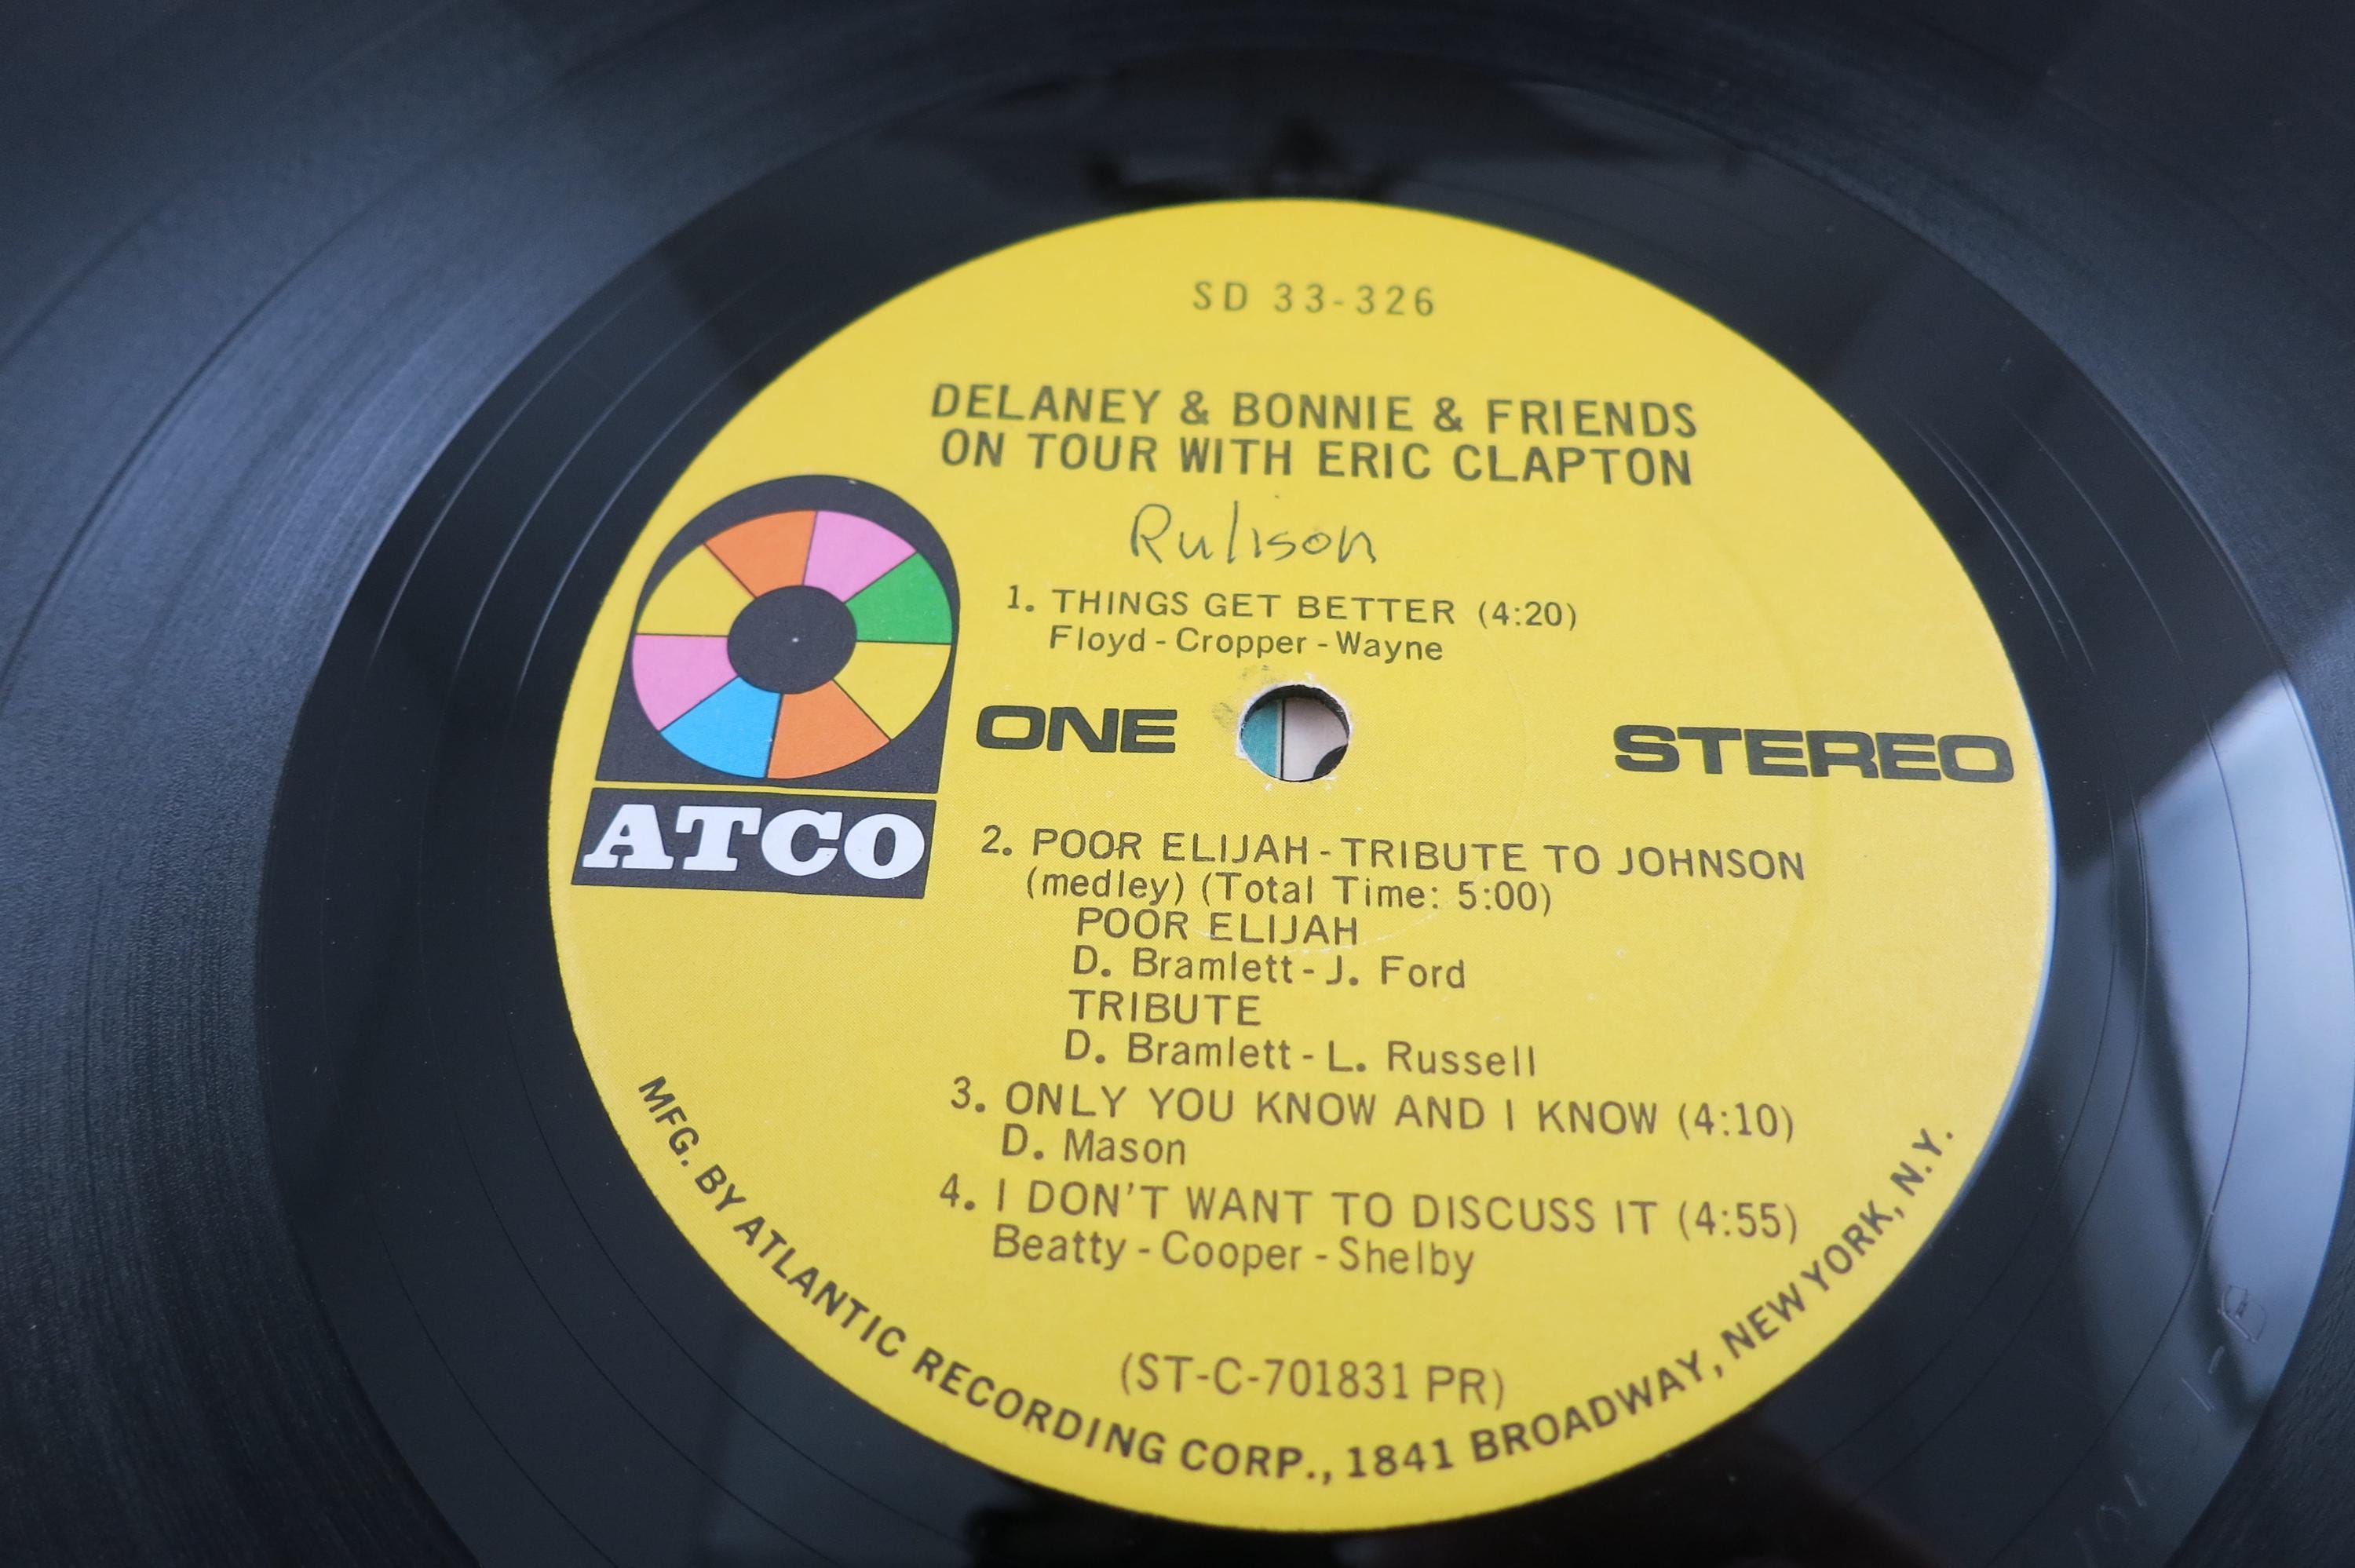 SD 33-326
DELANEY & BONNIE & FRIENDS
ON TOUR WITH ERIC CLAPTON
Rulison
1. THINGS GET BETTER (4:20)
Floyd - Cropper - Wayne
ONE
STEREO
ATCO
2. POOR ELIJAH - TRIBUTE TO JOHNSON
(medley) (Total Time: 5:00)
POOR ELIJAH
D. Bramlett - J. Ford
TRIBUTE
D. Bramlett - L. Russell
3. ONLY YOU KNOW AND I KNOW (4:10)
D. Mason
4. I DON'T WANT TO DISCUSS IT (4:55)
Beatty - Cooper - Shelby
(ST-C-701831 PR)
MFG. BY ATLANTIC RECORDING CORP., 1841 BROADWAY, NEW YORK, N.Y.